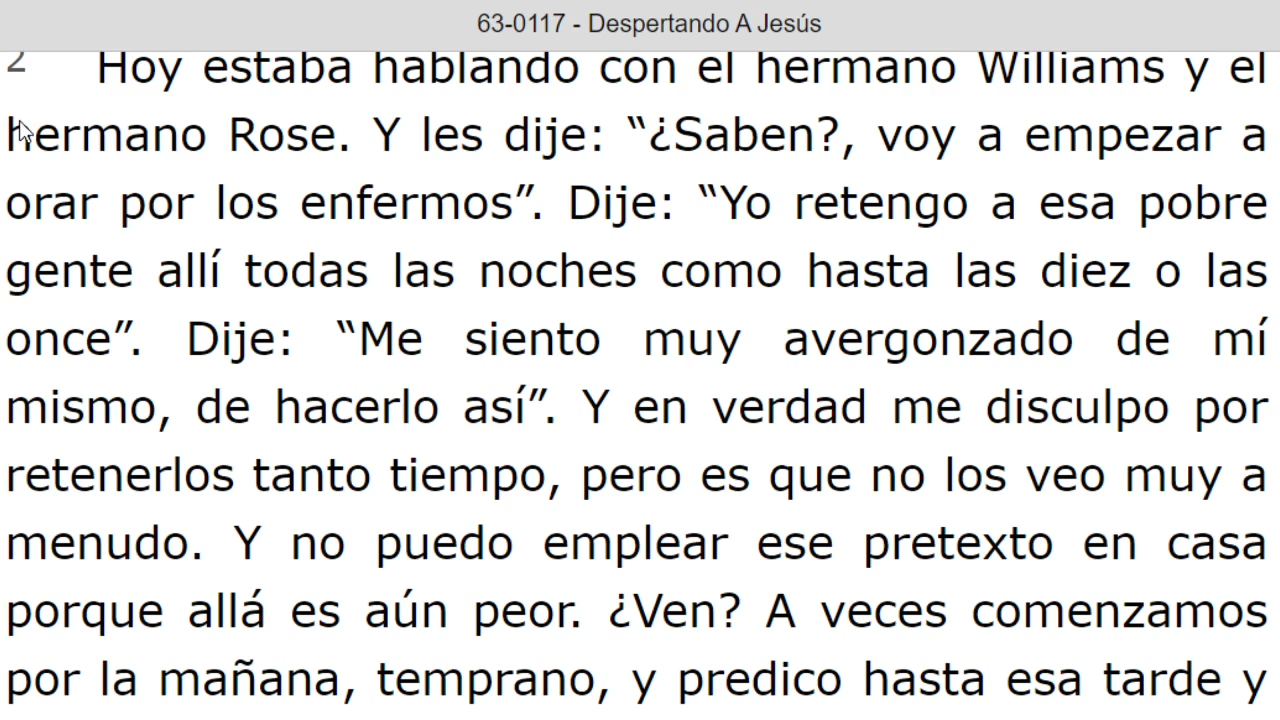 63-0117 - Despertando A Jesús
2 Hoy estaba hablando con el hermano Williams y el
hermano Rose. Y les dije: “¿Saben?, voy a empezar a
orar por los enfermos”. Dije: “Yo retengo a esa pobre
gente allí todas las noches como hasta las diez o las
once”. Dije: “Me siento muy avergonzado de mí
mismo, de hacerlo así”. Y en verdad me disculpo por
retenerlos tanto tiempo, pero es que no los veo muy a
menudo. Y no puedo emplear ese pretexto en casa
porque allá es aún peor. ¿Ven? A veces comenzamos
por la mañana, temprano, y predico hasta esa tarde y